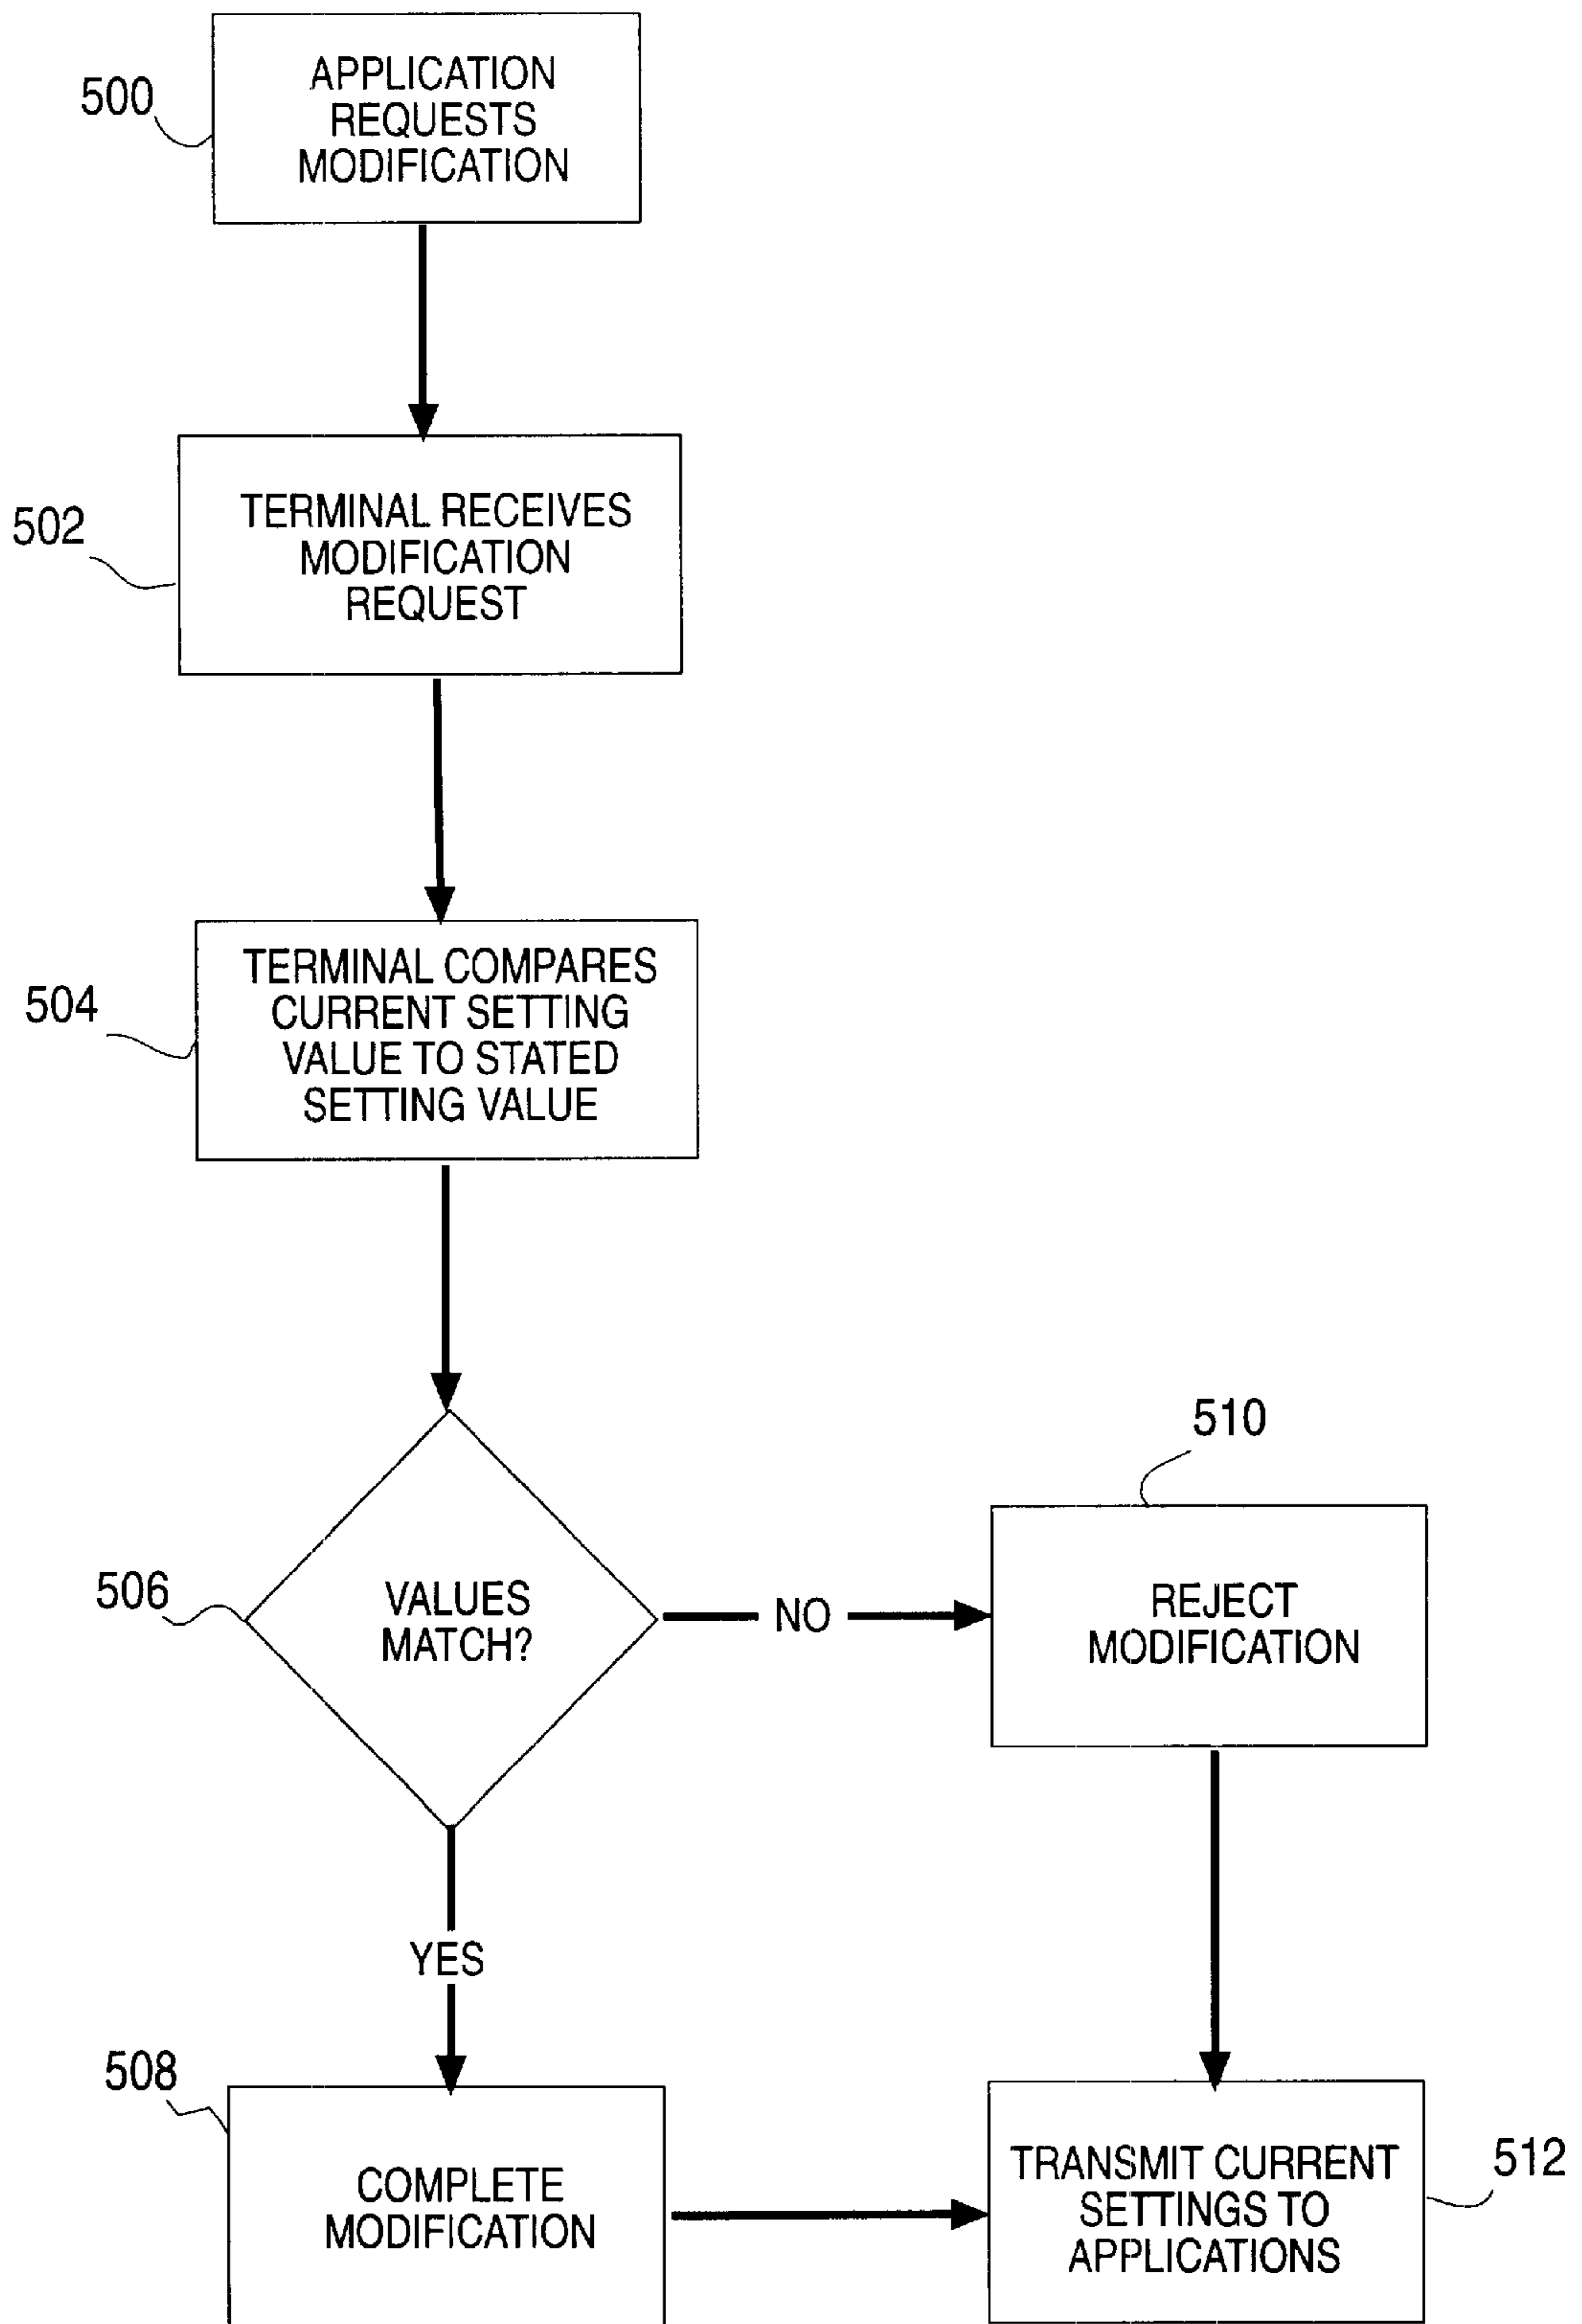 500
APPLICATION
REQUESTS
MODIFICATION
502
TERMINAL RECEIVES
MODIFICATION
REQUEST
504
TERMINAL COMPARES
CURRENT SETTING
VALUE TO STATED
SETTING VALUE
506
VALUES
MATCH?
NO
510
REJECT
MODIFICATION
YES
508
COMPLETE
MODIFICATION
TRANSMIT CURRENT
SETTINGS TO
APPLICATIONS
512